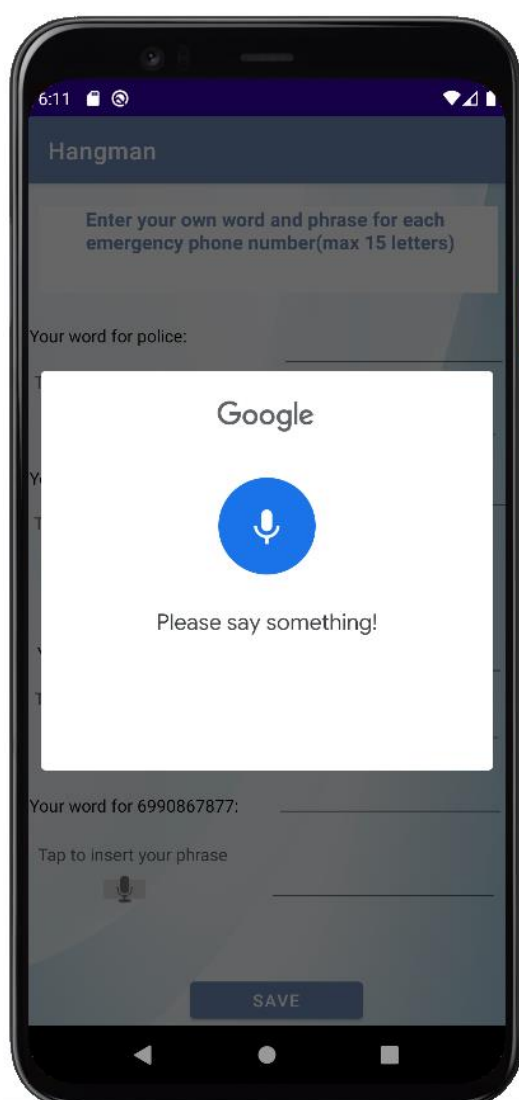 6:11
Hangman
Enter your own word and phrase for each
emergency phone number(max 15 letters)
Your word for police:
T
Google
Y
T
Please say something!
T
Your word for 6990867877:
Tap to insert your phrase
SAVE